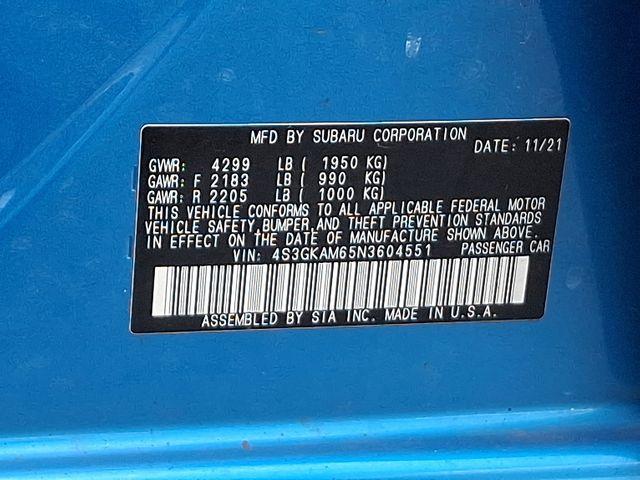 MFD BY SUBARU CORPORATION
DATE: 11/21
GVWR: 4299 LB ( 1950 KG)
GAWR: F 2183 LB ( 990 KG)
GAWR: R 2205 LB ( 1000 KG)
THIS VEHICLE CONFORMS TO ALL APPLICABLE FEDERAL MOTOR
VEHICLE SAFETY, BUMPER, AND THEFT PREVENTION STANDARDS
IN EFFECT ON THE DATE OF MANUFACTURE SHOWN ABOVE.
VIN: 4S3GKAM65N3604551
PASSENGER CAR
ASSEMBLED BY SIA INC. MADE IN U.S.A.